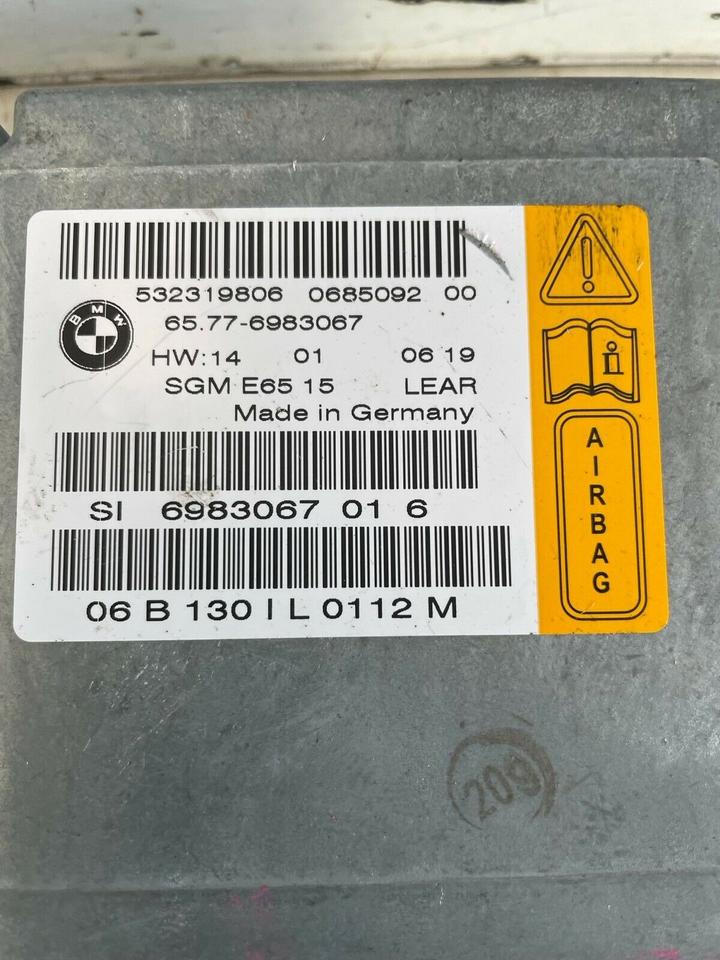 532319806 0685092 00
BMW
65.77-6983067
HW:14 01 06 19
SGM E65 15 LEAR
Made in Germany
SI 6983067 01 6
06 B 130 I L 0112 M
!
i
AIRBAG
209